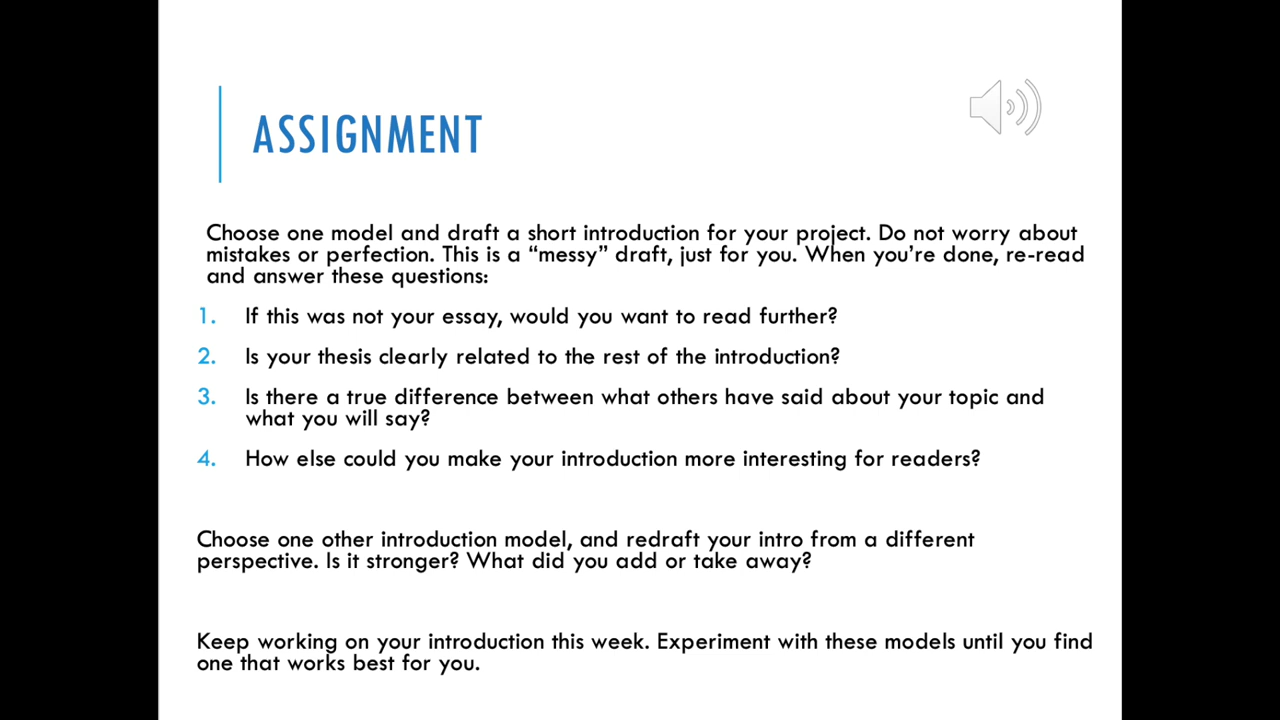 ASSIGNMENT
Choose one model and draft a short introduction for your project. Do not worry about
mistakes or perfection. This is a “messy” draft, just for you. When you’re done, re-read
and answer these questions:
1. If this was not your essay, would you want to read further?
2. Is your thesis clearly related to the rest of the introduction?
3. Is there a true difference between what others have said about your topic and
what you will say?
4. How else could you make your introduction more interesting for readers?
Choose one other introduction model, and redraft your intro from a different
perspective. Is it stronger? What did you add or take away?
Keep working on your introduction this week. Experiment with these models until you find
one that works best for you.